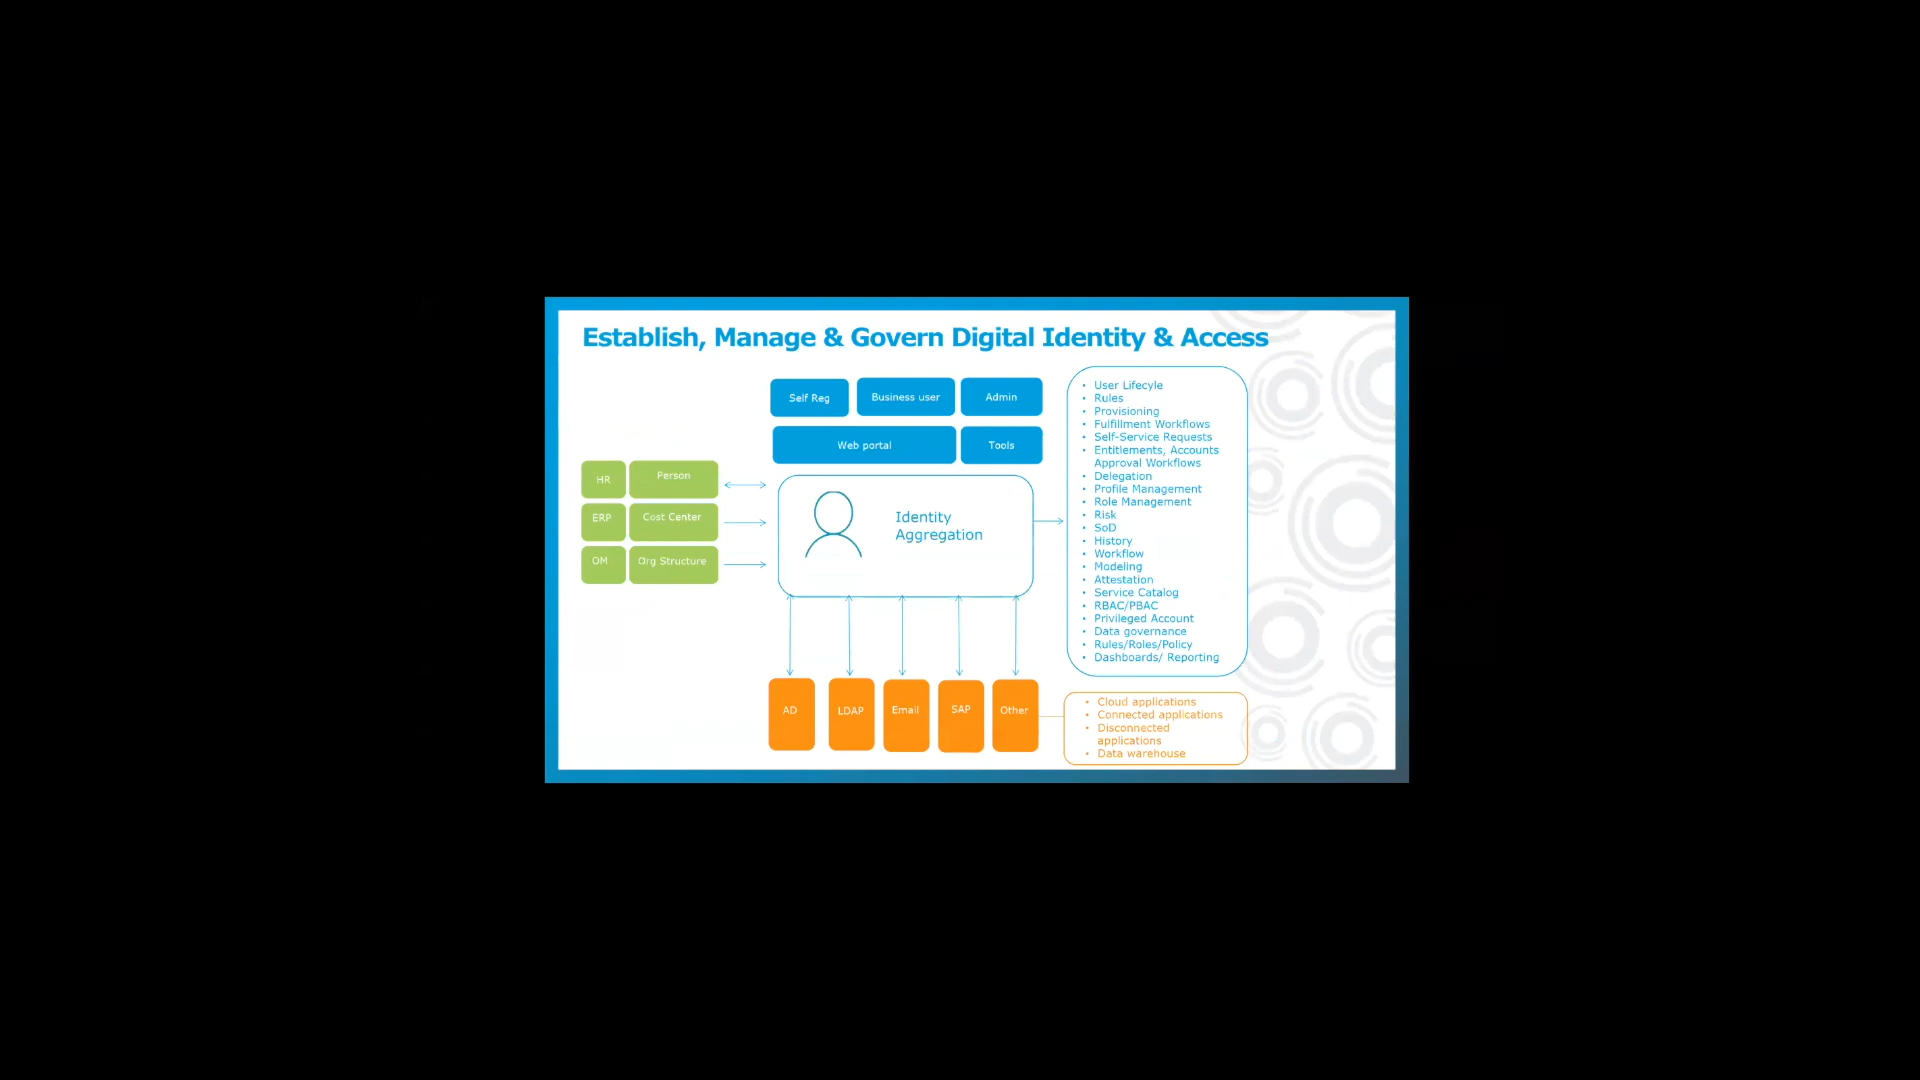 Establish, Manage & Govern Digital Identity & Access
Self Reg
Business user
Admin
Web portal
Tools
HR
Person
ERP
Cost Center
OM
Org Structure
Identity
Aggregation
• User Lifecyle
• Rules
• Provisioning
• Fulfillment Workflows
• Self-Service Requests
• Entitlements, Accounts
Approval Workflows
• Delegation
• Profile Management
• Role Management
• Risk
• SoD
• History
• Workflow
• Modeling
• Attestation
• Service Catalog
• RBAC/PBAC
• Privileged Account
• Data governance
• Rules/Roles/Policy
• Dashboards/ Reporting
AD
LDAP
Email
SAP
Other
• Cloud applications
• Connected applications
• Disconnected
applications
• Data warehouse